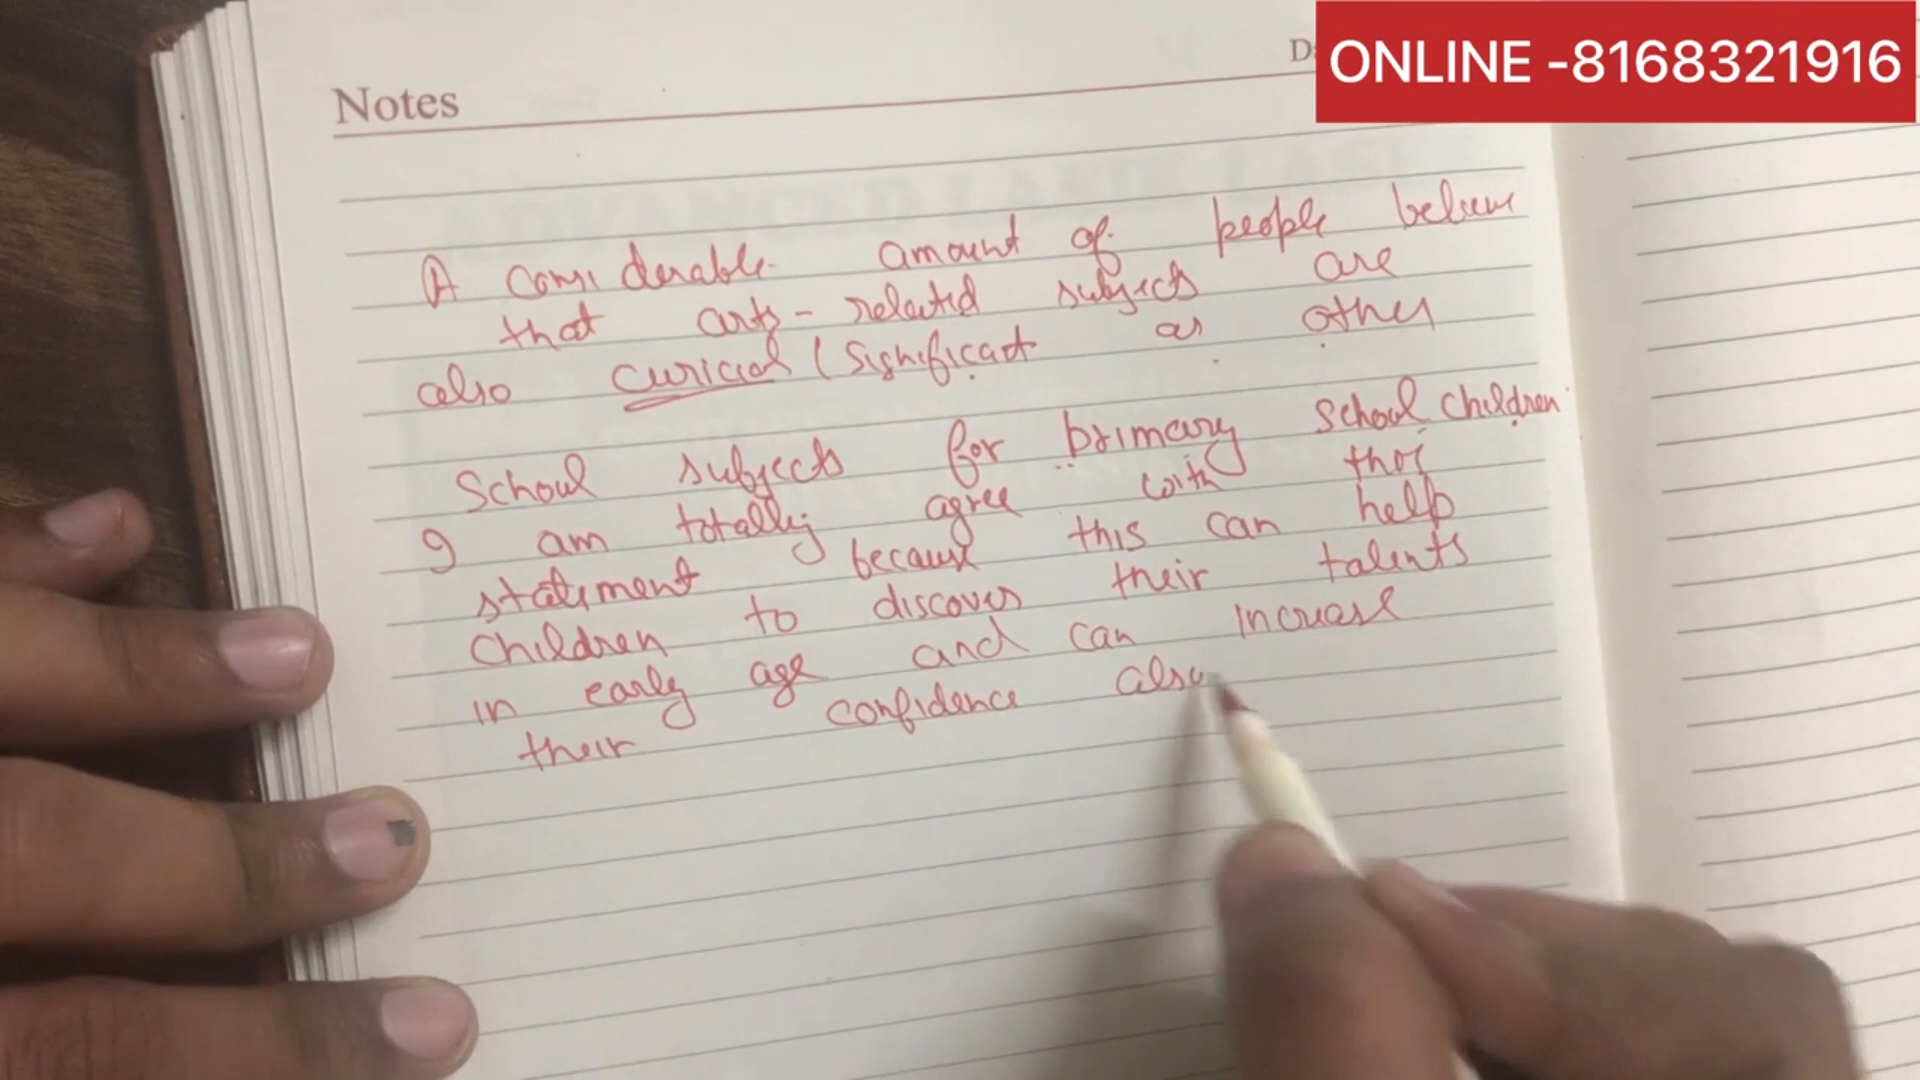 Notes
ONLINE -8168321916
A considerable amount of people believe
that arts-related subjects are
also curicial (significant as other
School subjects for primary school children
I am totally agree with this
statement because this can help
children to discover their talents
in early age and can increase
their confidence also